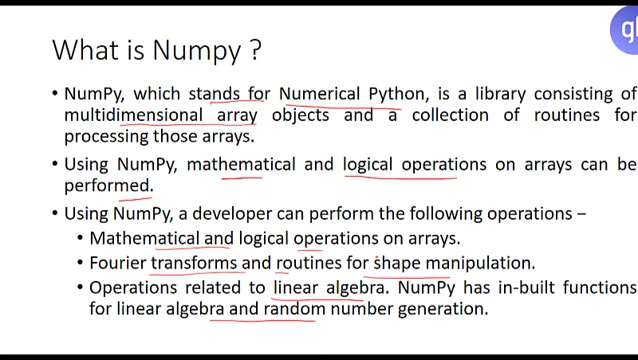 gl
What is Numpy ?
• NumPy, which stands for Numerical Python, is a library consisting of
multidimensional array objects and a collection of routines for
processing those arrays.
• Using NumPy, mathematical and logical operations on arrays can be
performed.
• Using NumPy, a developer can perform the following operations −
• Mathematical and logical operations on arrays.
• Fourier transforms and routines for shape manipulation.
• Operations related to linear algebra. NumPy has in-built functions
for linear algebra and random number generation.